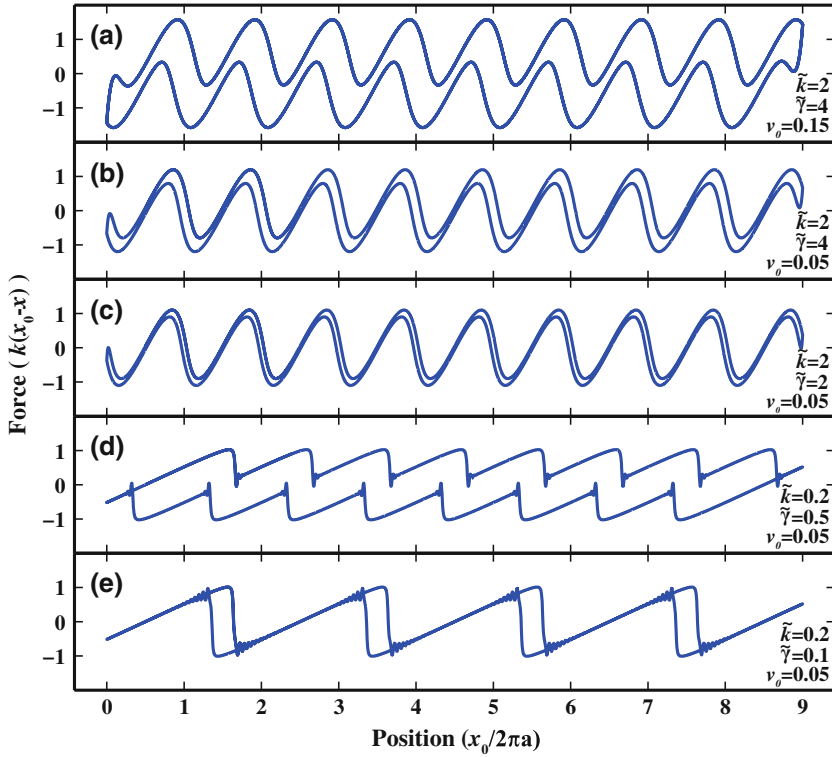 Force ( k(x₀-x) )
(a)
1
0
−1
k̃=2
γ̃=4
v₀=0.15
(b)
1
0
−1
k̃=2
γ̃=4
v₀=0.05
(c)
1
0
−1
k̃=2
γ̃=2
v₀=0.05
(d)
1
0
−1
k̃=0.2
γ̃=0.5
v₀=0.05
(e)
1
0
−1
k̃=0.2
γ̃=0.1
v₀=0.05
0 1 2 3 4 5 6 7 8 9
Position (x₀/2πa)